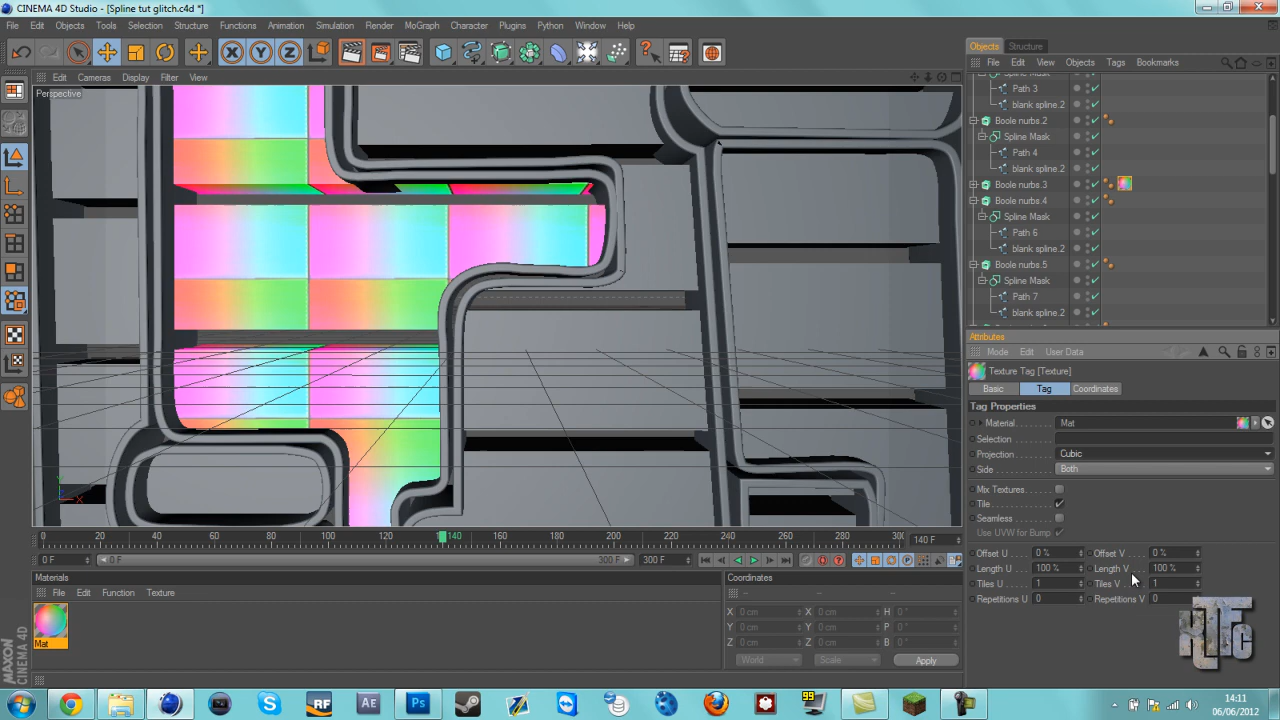 CINEMA 4D Studio - [Spline tut glitch.c4d *]
File Edit Objects Tools Selection Structure Functions Animation Simulation Render MoGraph Character Plugins Python Window Help
Edit Cameras Display Filter View
Perspective
Objects Structure
File Edit View Objects Tags Bookmarks
Spline Mask
Path 3
blank spline.2
Boole nurbs.2
Spline Mask
Path 4
blank spline.2
Boole nurbs.3
Boole nurbs.4
Spline Mask
Path 6
blank spline.2
Boole nurbs.5
Spline Mask
Path 7
blank spline.2
Attributes
Mode Edit User Data
Texture Tag [Texture]
Basic Tag Coordinates
Tag Properties
Material Mat
Selection
Projection Cubic
Side Both
Mix Textures
Tile
Seamless
Use UVW for Bump
Offset U 0 % Offset V 0 %
Length U 100 % Length V 100 %
Tiles U 1 Tiles V 1
Repetitions U 0 Repetitions V 0
0 20 40 60 80 100 120 140 160 180 200 220 240 260 280 300 140 F
0 F 0 F 300 F 300 F
Materials
File Edit Function Texture
Mat
Coordinates
X 0 cm X 0 cm H 0 °
Y 0 cm Y 0 cm P 0 °
Z 0 cm Z 0 cm B 0 °
World Scale Apply
MAXON
CINEMA 4D
RF Ae Ps 99
14:11
06/06/2012